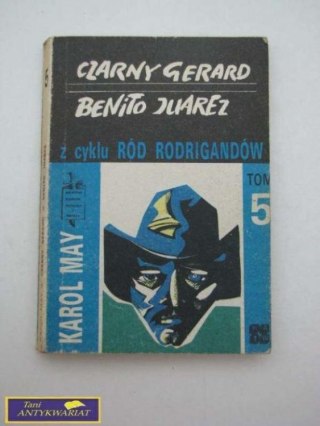 CZARNY GERARD
BENITO JUAREZ
z cyklu RÓD RODRIGANDÓW
TOM
5
KAROL MAY
Tani
ANTYKWARIAT